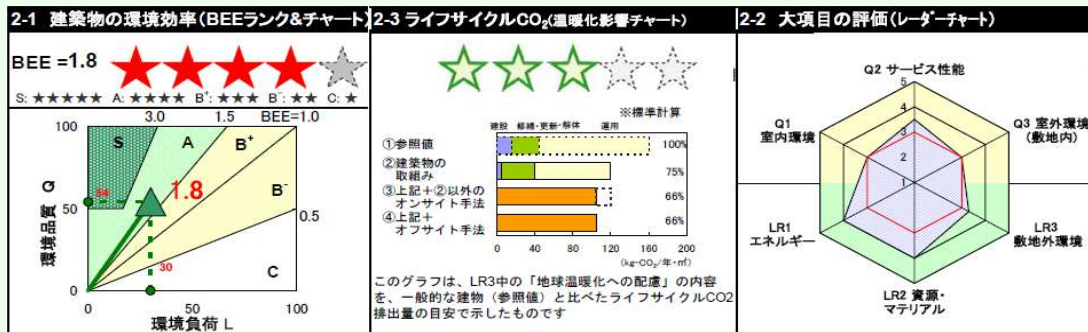 2-1 建築物の環境効率(BEEランク&チャート)
BEE =1.8
S: ★★★★★ A: ★★★★ B⁺: ★★★ B⁻: ★★ C: ★
3.0 1.5 BEE=1.0
100
S A B⁺
1.8
54
50
B⁻
0.5
30
C
0
0 50 100
環境品質 Q
環境負荷 L
2-3 ライフサイクルCO₂(温暖化影響チャート)
※標準計算
建設 修繕・更新・解体 運用
①参照値 100%
②建築物の取組み 75%
③上記+②以外の
オンサイト手法 66%
④上記+
オフサイト手法 66%
0 40 80 120 160 200
(kg-CO₂/年・㎡)
このグラフは、LR3中の「地球温暖化への配慮」の内容
を、一般的な建物(参照値)と比べたライフサイクルCO2
排出量の目安で示したものです
2-2 大項目の評価(レーダーチャート)
Q2 サービス性能
5
4
3
2
1
Q1
室内環境
Q3 室外環境
(敷地内)
LR1
エネルギー
LR3
敷地外環境
LR2 資源・
マテリアル